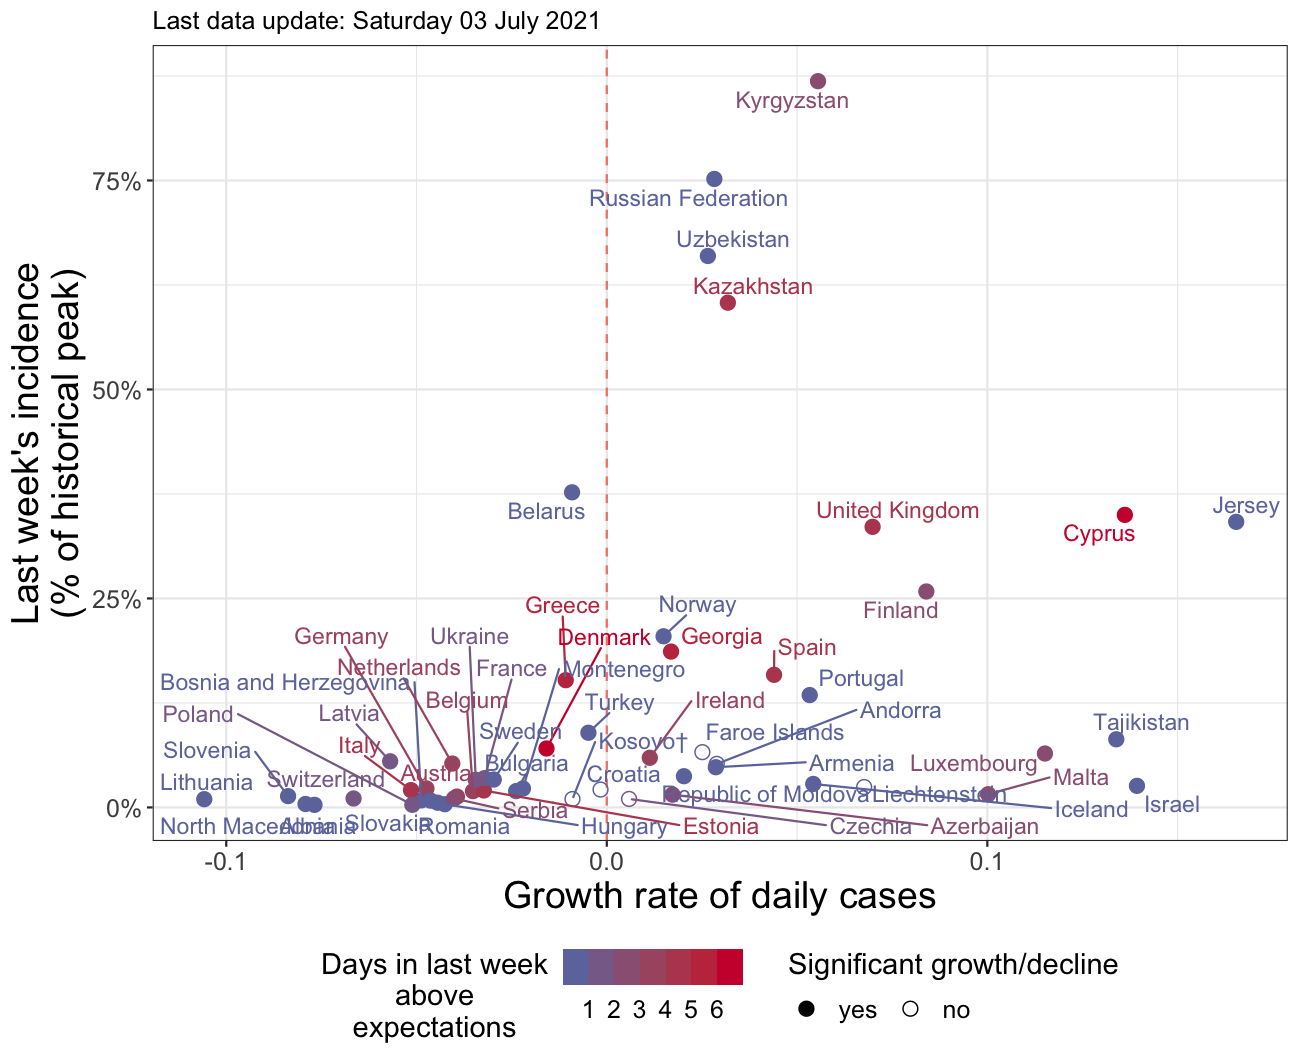 Last data update: Saturday 03 July 2021
Last week's incidence
(% of historical peak)
75%
50%
25%
0%
Kyrgyzstan
Russian Federation
Uzbekistan
Kazakhstan
Belarus
United Kingdom
Jersey
Cyprus
Finland
Greece
Norway
Germany
Ukraine
Denmark
Georgia
Spain
Netherlands
France
Montenegro
Bosnia and Herzegovina
Portugal
Belgium
Turkey
Ireland
Andorra
Poland
Latvia
Tajikistan
Sweden
Faroe Islands
Kosovo†
Italy
Slovenia
Bulgaria
Armenia
Luxembourg
Lithuania
Switzerland
Austria
Croatia
Malta
Republic of Moldova
Liechtenstein
Iceland
Israel
Serbia
North Macedonia
Albania
Slovakia
Romania
Hungary
Estonia
Czechia
Azerbaijan
-0.1
0.0
0.1
Growth rate of daily cases
Days in last week
above
expectations
1 2 3 4 5 6
Significant growth/decline
yes
no